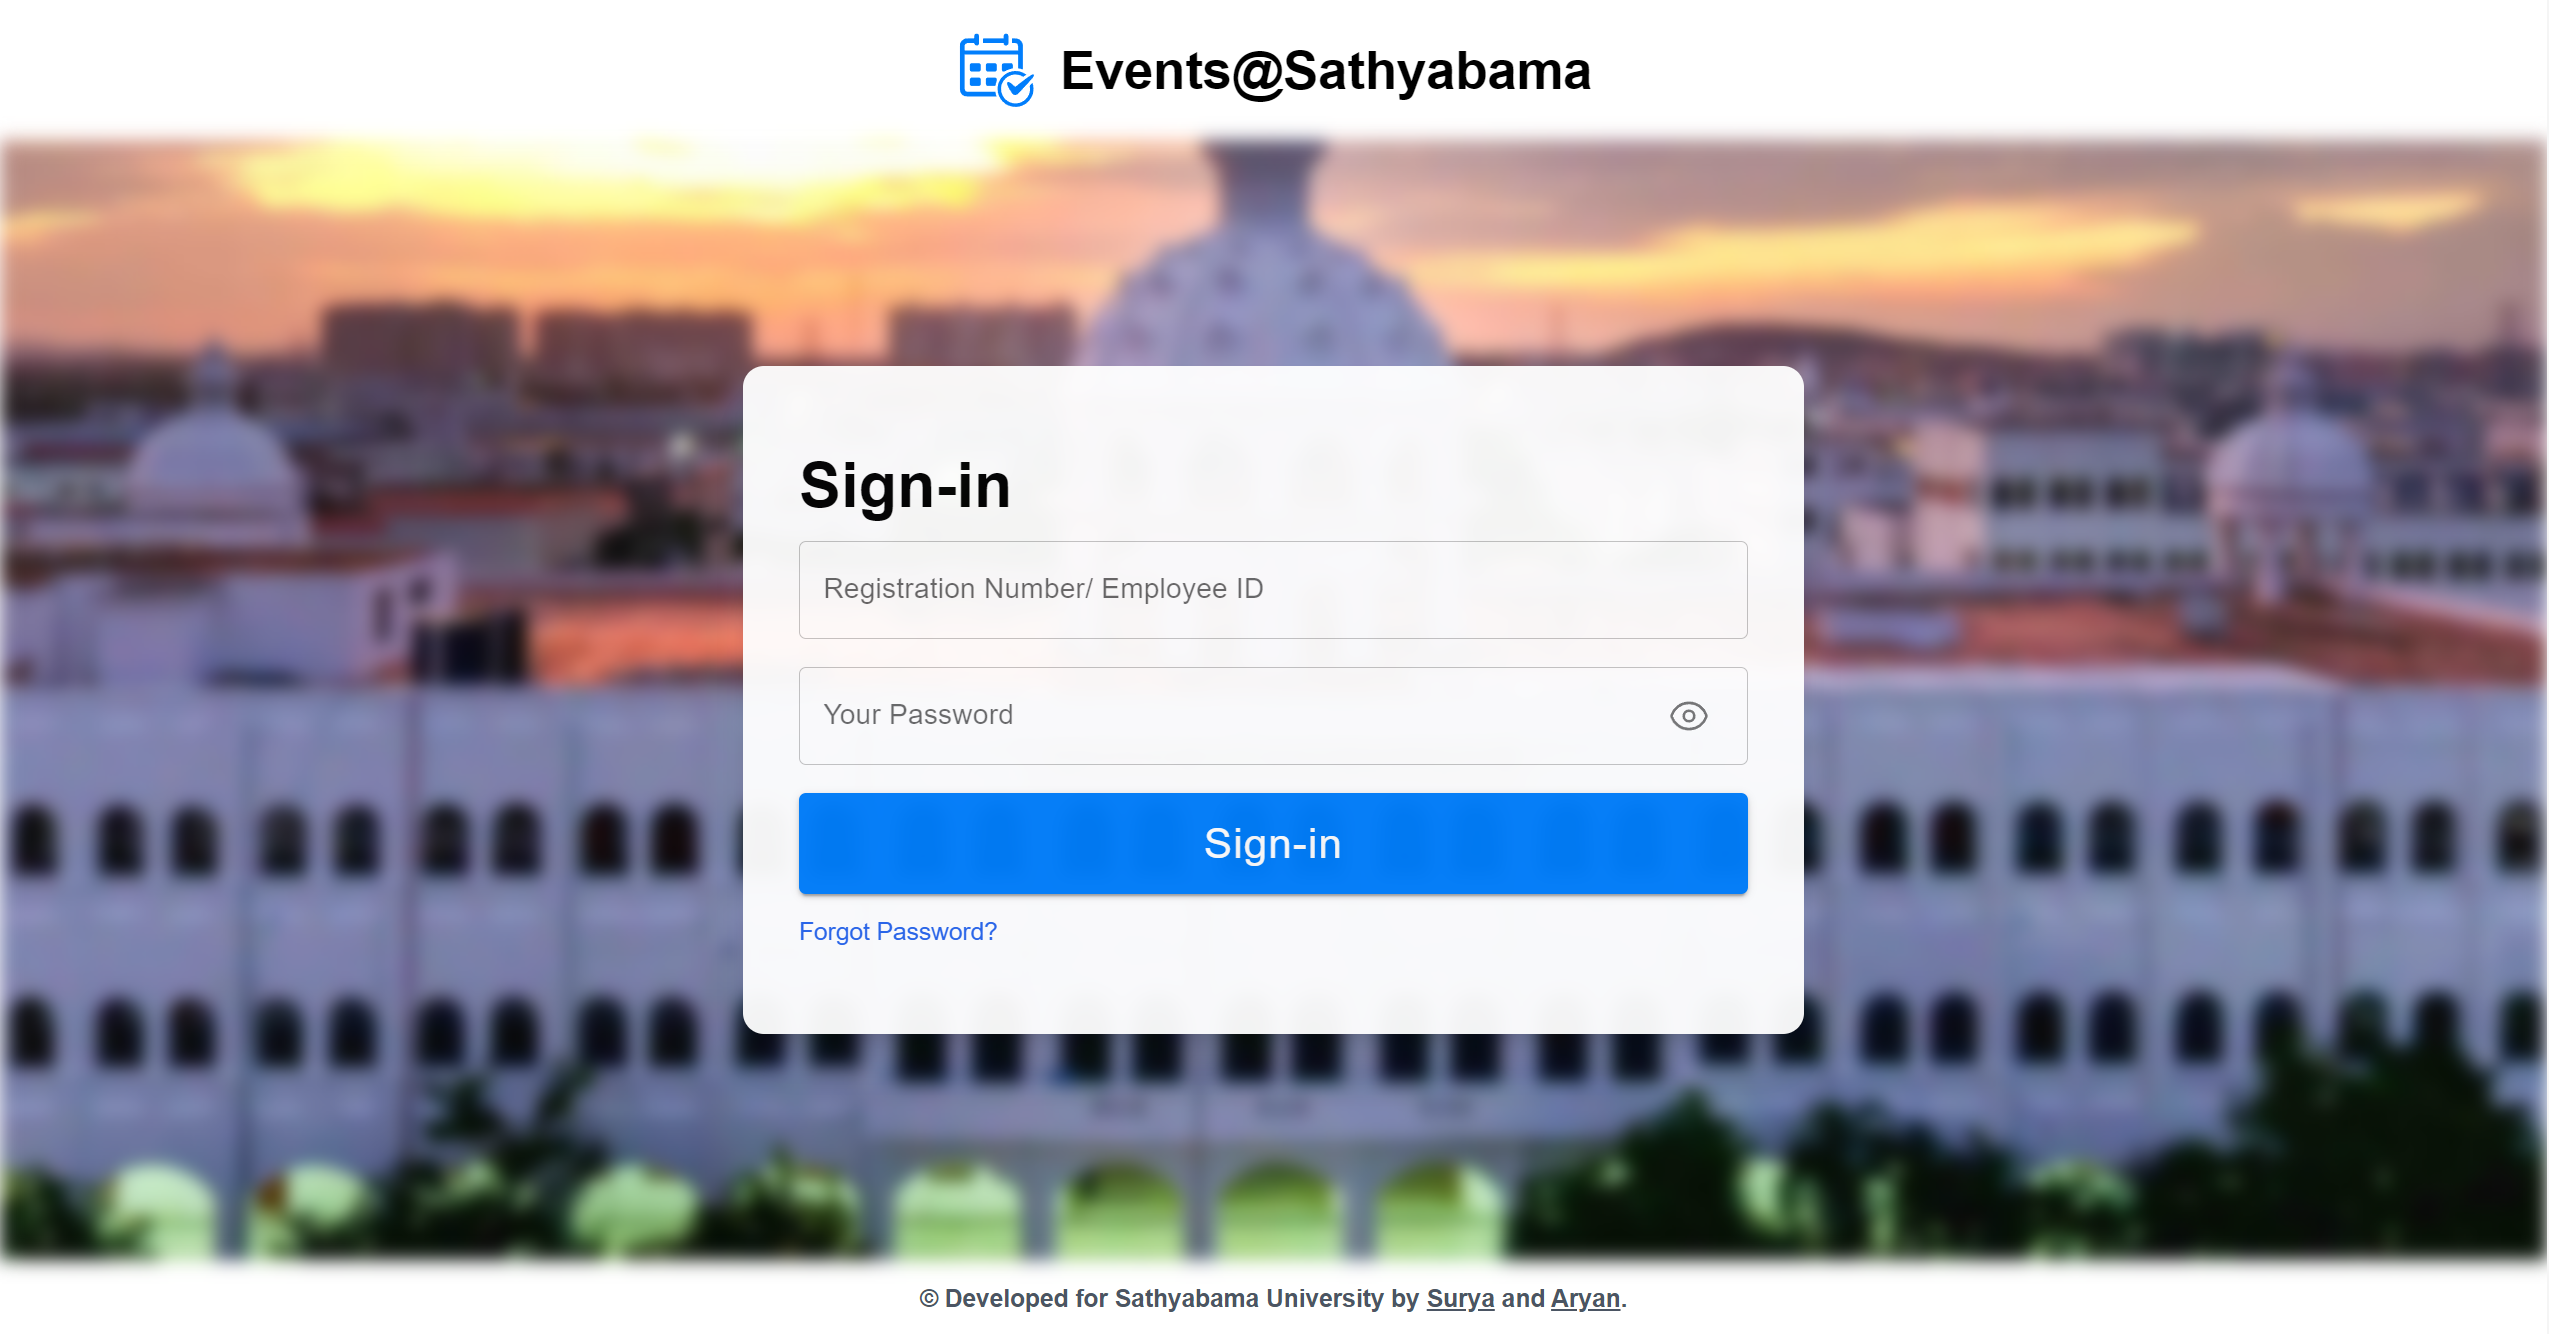 Events@Sathyabama
Sign-in
Registration Number/ Employee ID
Your Password
Sign-in
Forgot Password?
© Developed for Sathyabama University by Surya and Aryan.